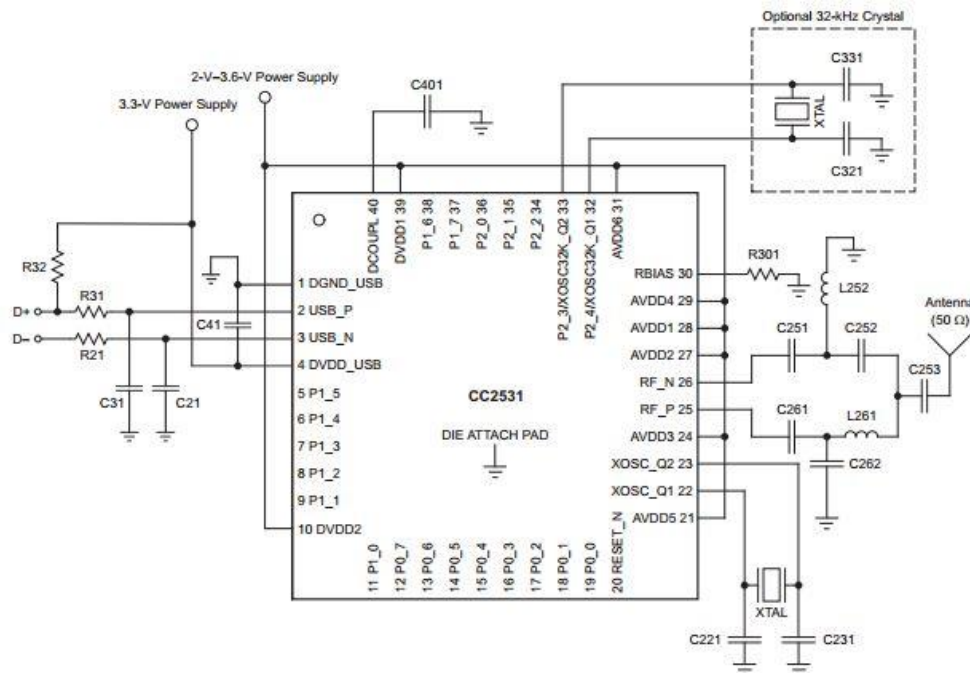 Optional 32-kHz Crystal
2-V–3.6-V Power Supply
3.3-V Power Supply
C401
C331
XTAL
C321
DCOUPL 40
DVDD1 39
P1_6 38
P1_7 37
P2_0 36
P2_1 35
P2_2 34
P2_3/XOSC32K_Q2 33
P2_4/XOSC32K_Q1 32
AVDD6 31
R32
D+
R31
D–
R21
C41
C31
C21
1 DGND_USB
2 USB_P
3 USB_N
4 DVDD_USB
5 P1_5
6 P1_4
7 P1_3
8 P1_2
9 P1_1
10 DVDD2
CC2531
DIE ATTACH PAD
RBIAS 30
AVDD4 29
AVDD1 28
AVDD2 27
RF_N 26
RF_P 25
AVDD3 24
XOSC_Q2 23
XOSC_Q1 22
AVDD5 21
R301
L252
Antenna
(50 Ω)
C251
C252
C253
C261
L261
C262
11 P1_0
12 P0_7
13 P0_6
14 P0_5
15 P0_4
16 P0_3
17 P0_2
18 P0_1
19 P0_0
20 RESET_N
XTAL
C221
C231